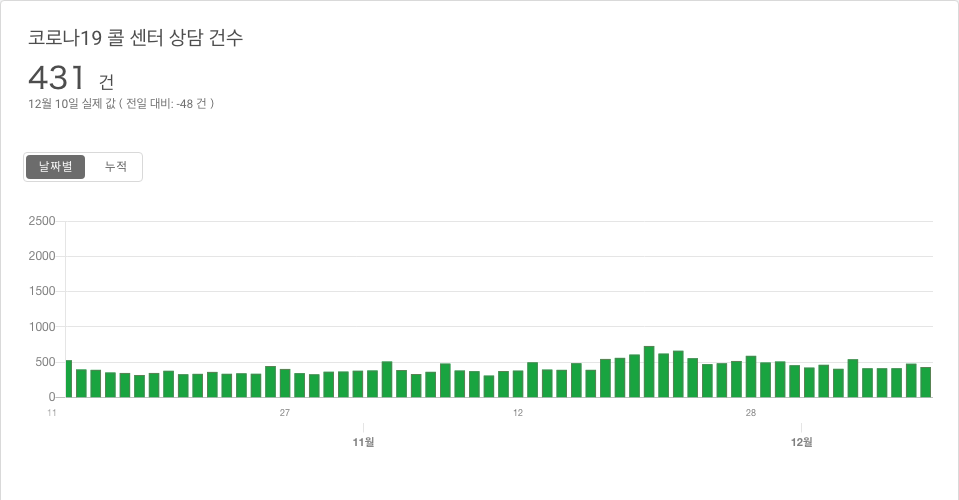 코로나19 콜 센터 상담 건수
431 건
12월 10일 실제 값 ( 전일 대비: -48 건 )
날짜별 누적
2500
2000
1500
1000
500
0
11 27 12 28
11월 12월